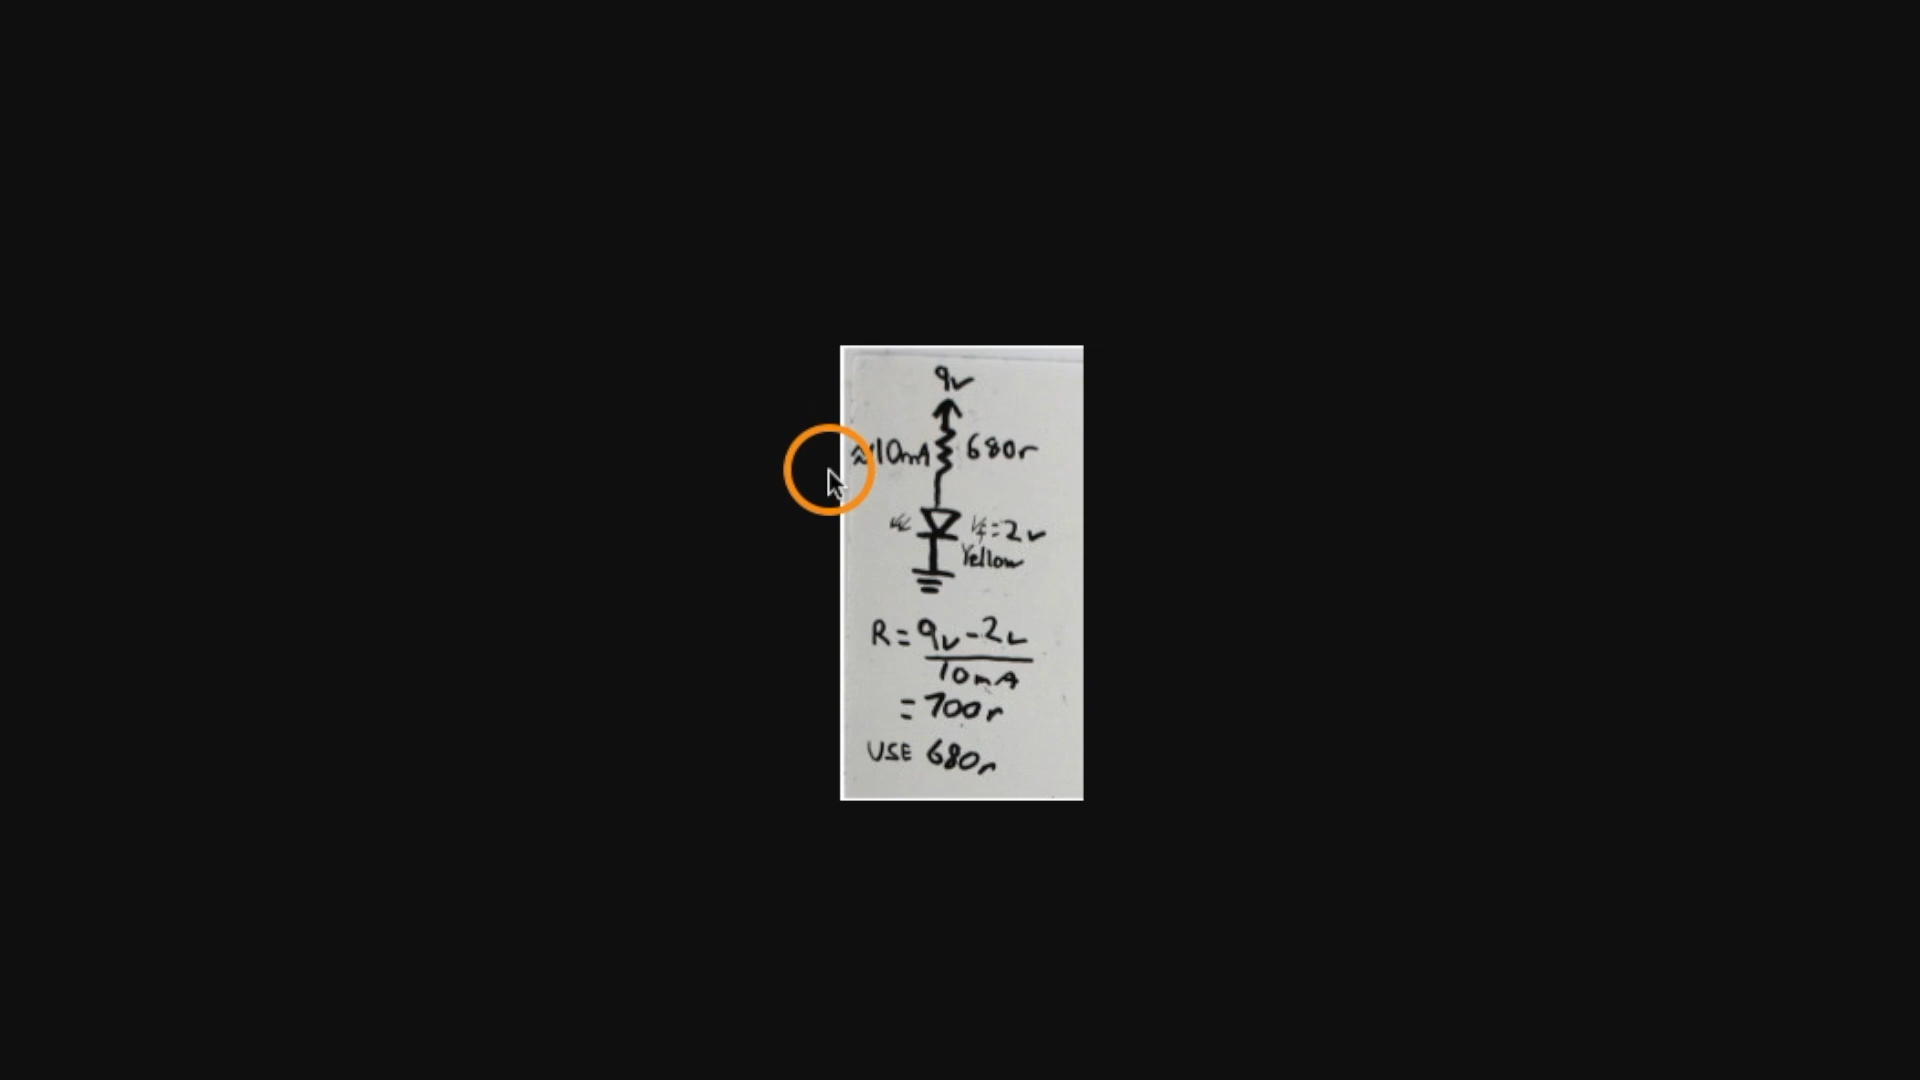 9v
≈10mA 680r
Vf=2v
Yellow
R=9v-2v
10mA
=700r
USE 680r